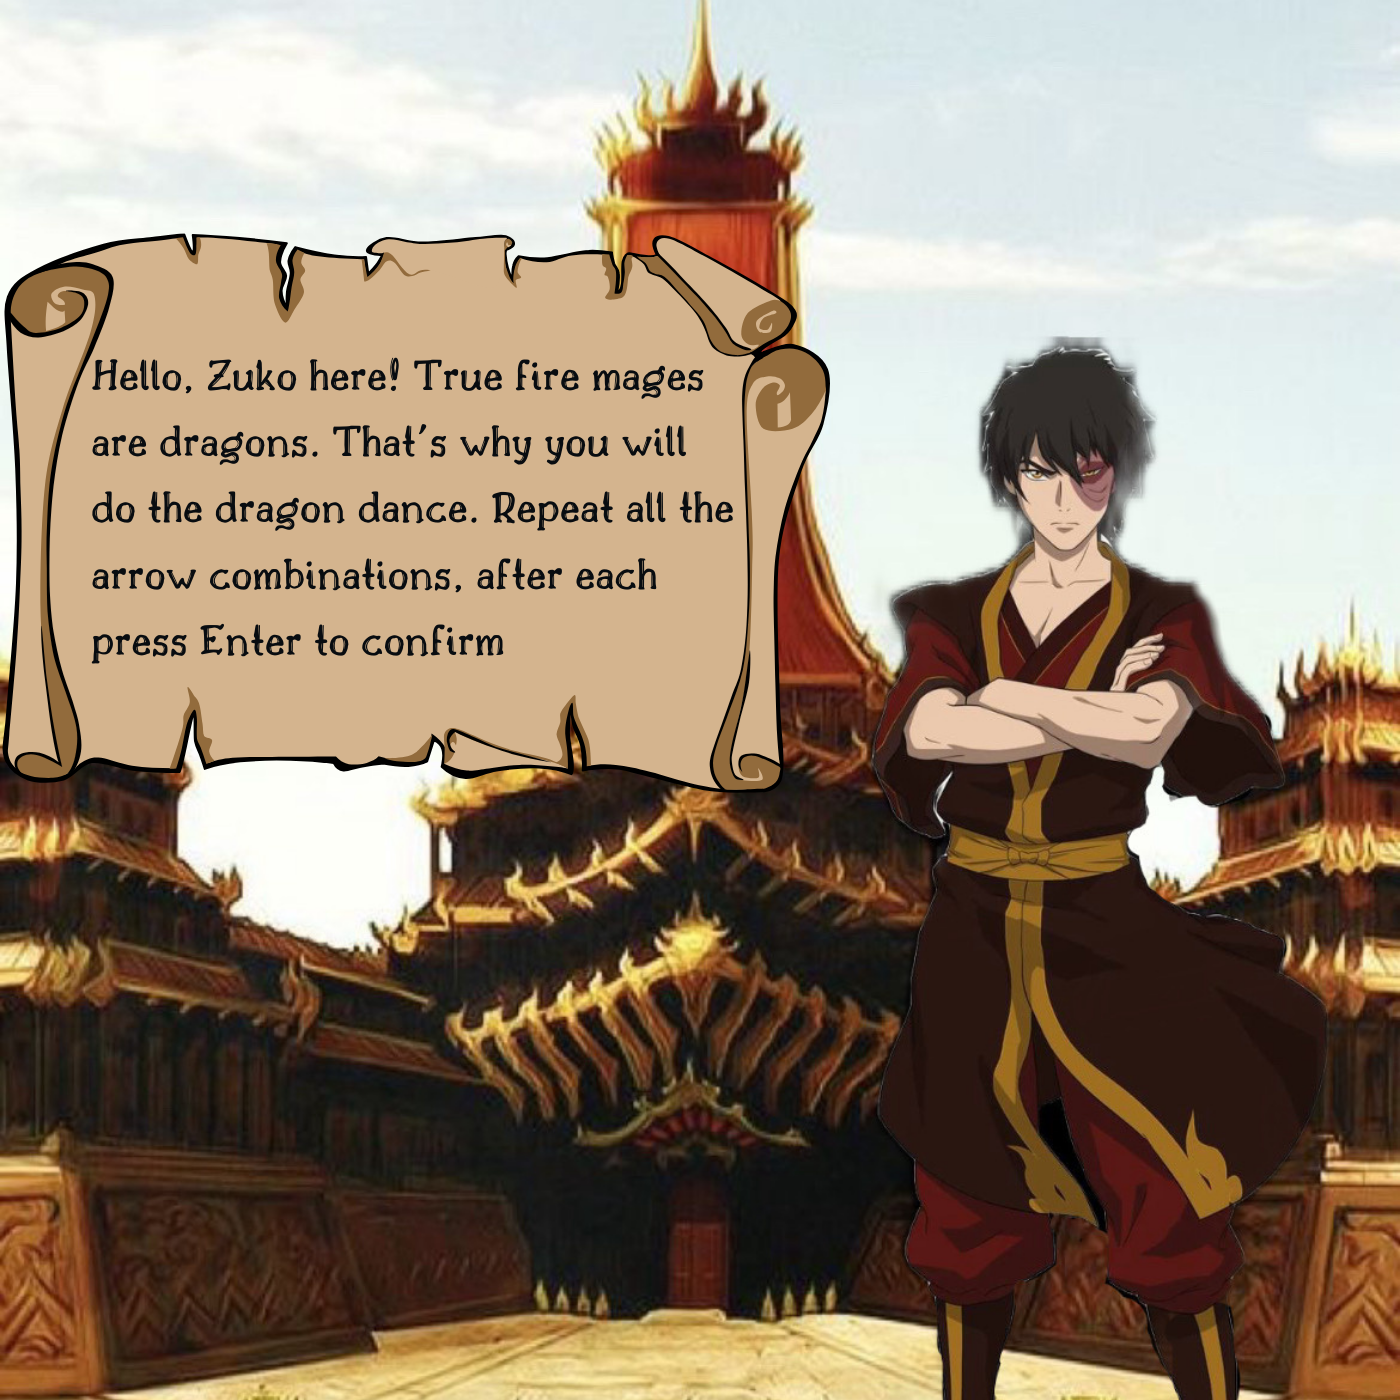 Hello, Zuko here! True fire mages
are dragons. That's why you will
do the dragon dance. Repeat all the
arrow combinations, after each
press Enter to confirm